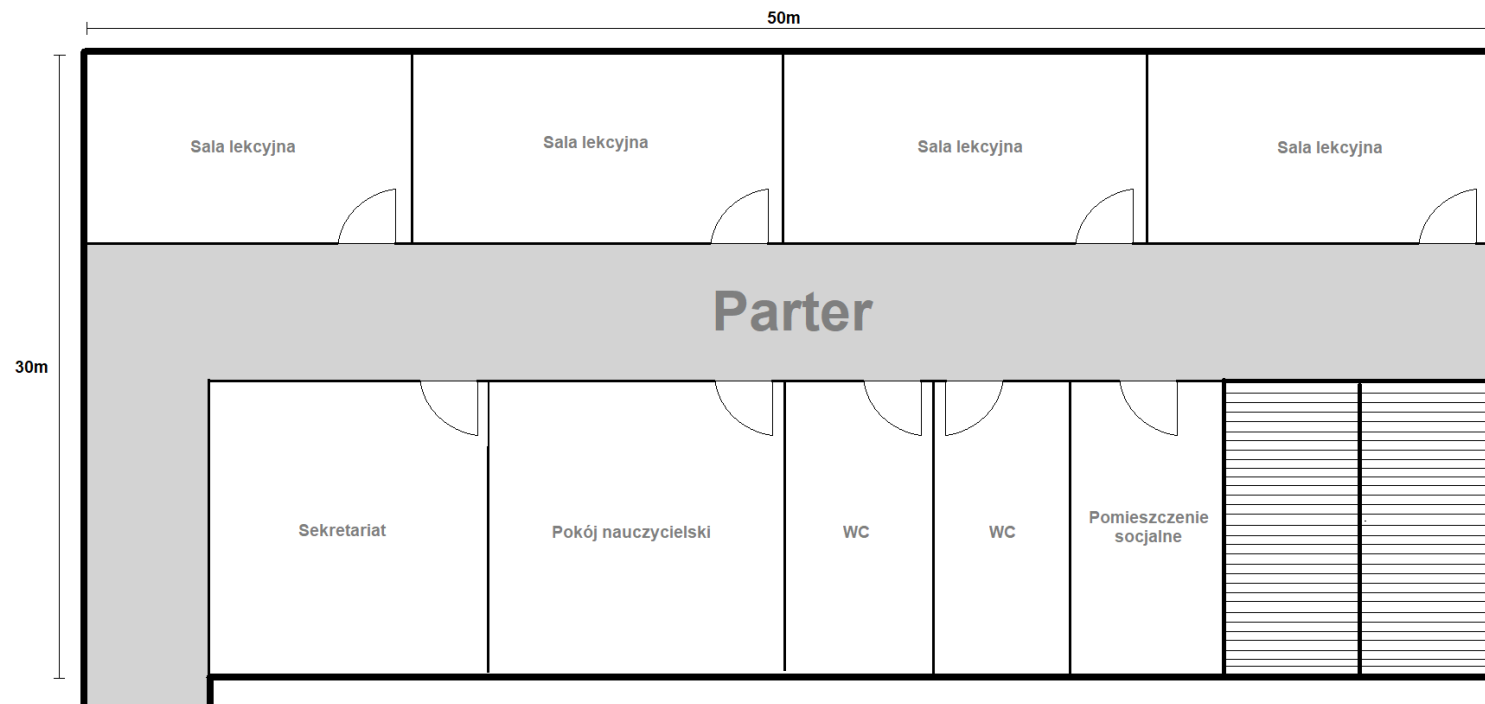 50m
Sala lekcyjna
Sala lekcyjna
Sala lekcyjna
Sala lekcyjna
Parter
30m
Sekretariat
Pokój nauczycielski
WC
WC
Pomieszczenie
socjalne